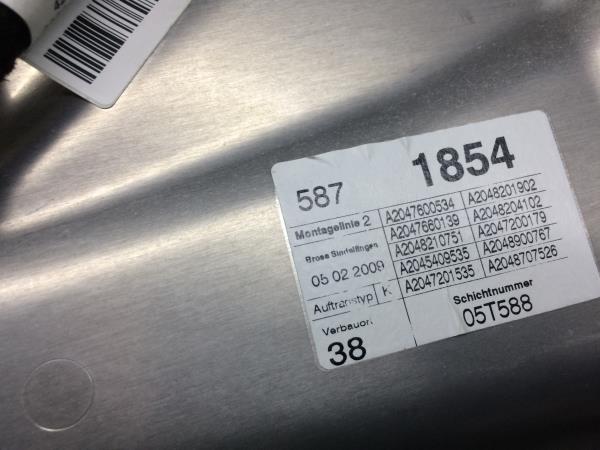 587 1854
Montagelinie 2 A2047600534 A2048201902
Brose Sindelfingen A2047660139 A2048204102
05 02 2009 A2048210751 A2047200179
A2045409535 A2048900767
Auftragstyp K A2047201535 A2048707526
Verbauort Schichtnummer
38 05T588